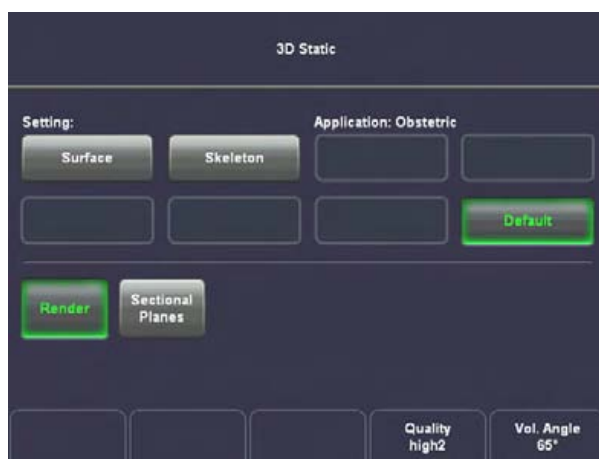 3D Static
Setting:
Application: Obstetric
Surface
Skeleton
Default
Render
Sectional
Planes
Quality
high2
Vol. Angle
65°